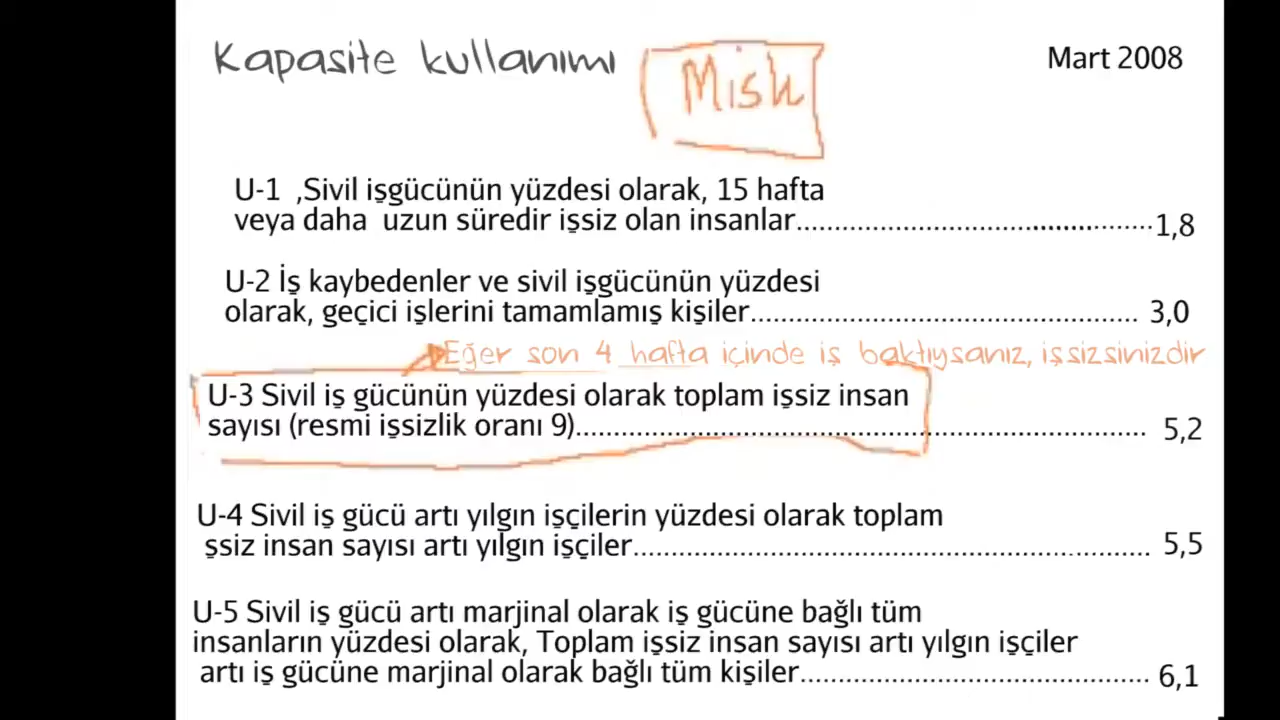 Kapasite kullanımı
Mish
Mart 2008
U-1 ,Sivil işgücünün yüzdesi olarak, 15 hafta
veya daha uzun süredir işsiz olan insanlar....................................................1,8
U-2 İş kaybedenler ve sivil işgücünün yüzdesi
olarak, geçici işlerini tamamlamış kişiler........................................................ 3,0
Eğer son 4 hafta içinde iş baktıysanız, işsizsinizdir
U-3 Sivil iş gücünün yüzdesi olarak toplam işsiz insan
sayısı (resmi işsizlik oranı 9)................................................................................ 5,2
U-4 Sivil iş gücü artı yılgın işçilerin yüzdesi olarak toplam
şsiz insan sayısı artı yılgın işçiler......................................................................... 5,5
U-5 Sivil iş gücü artı marjinal olarak iş gücüne bağlı tüm
insanların yüzdesi olarak, Toplam işsiz insan sayısı artı yılgın işçiler
artı iş gücüne marjinal olarak bağlı tüm kişiler.................................................. 6,1